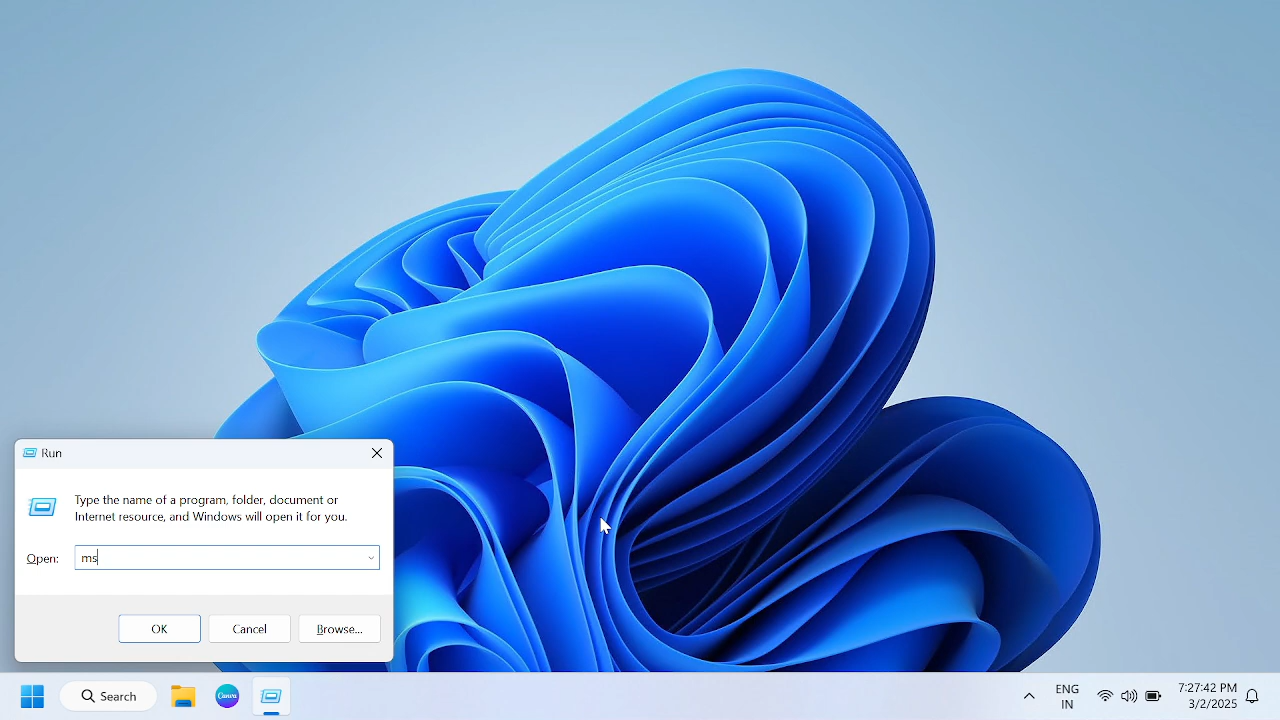 Run
Type the name of a program, folder, document or
Internet resource, and Windows will open it for you.
Open:
ms
OK
Cancel
Browse...
Search
Canva
ENG
IN
7:27:42 PM
3/2/2025